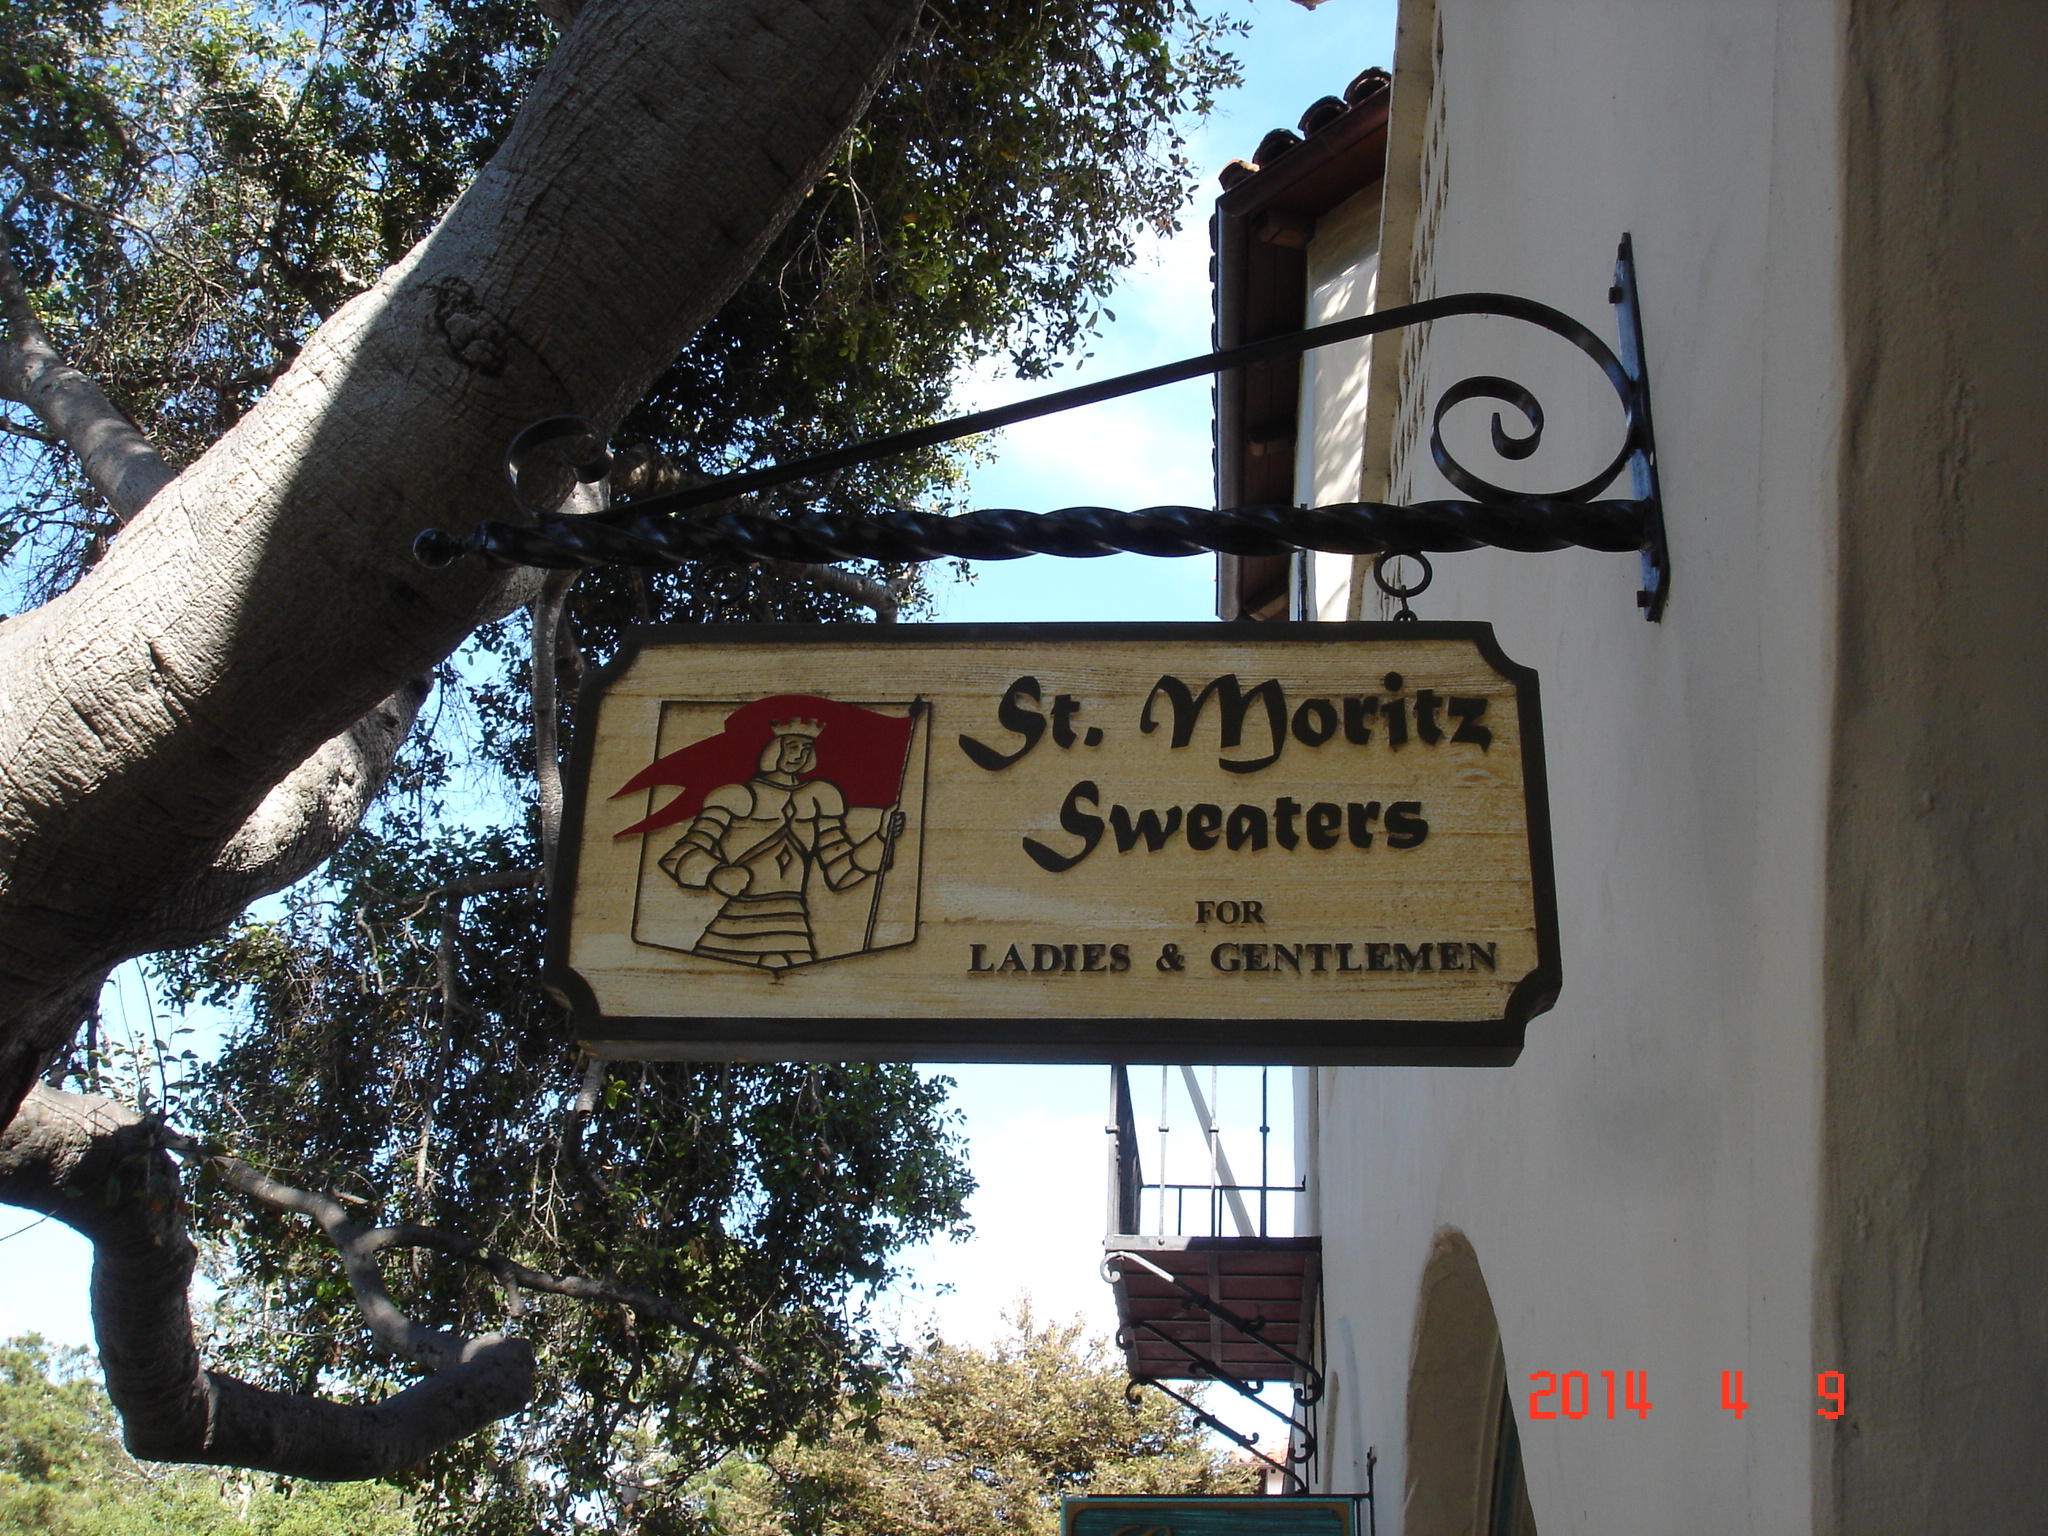 St. Moritz
Sweaters
FOR
LADIES & GENTLEMEN
2014 4 9